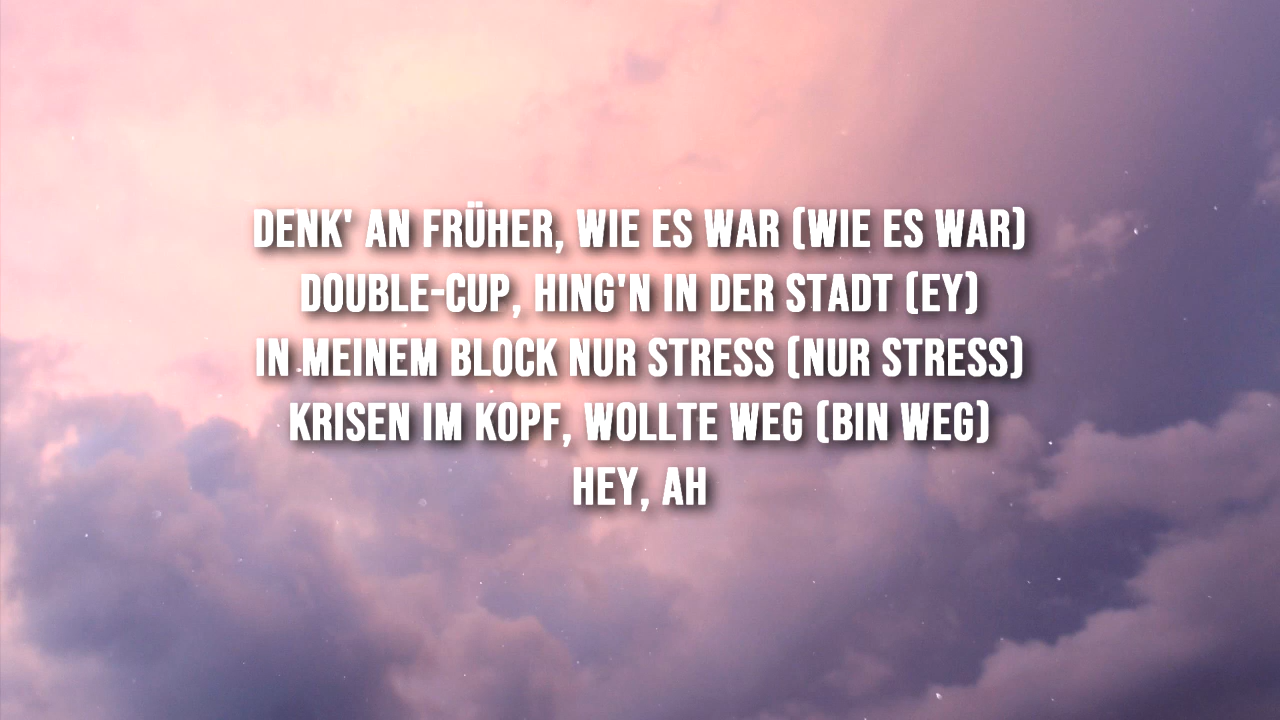 DENK' AN FRÜHER, WIE ES WAR (WIE ES WAR)
DOUBLE-CUP, HING'N IN DER STADT (EY)
IN MEINEM BLOCK NUR STRESS (NUR STRESS)
KRISEN IM KOPF, WOLLTE WEG (BIN WEG)
HEY, AH